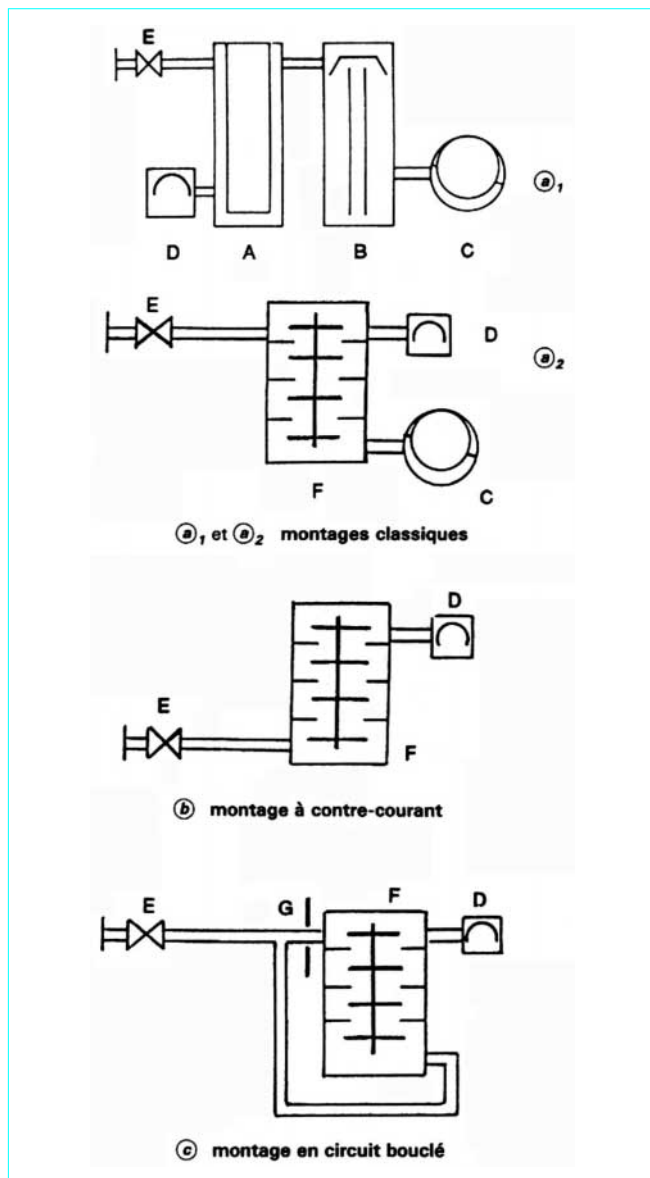 E
D A B C
ⓐ₁
E
D
ⓐ₂
F
C
ⓐ₁ et ⓐ₂ montages classiques
D
E
F
ⓑ montage à contre-courant
E G F D
ⓒ montage en circuit bouclé